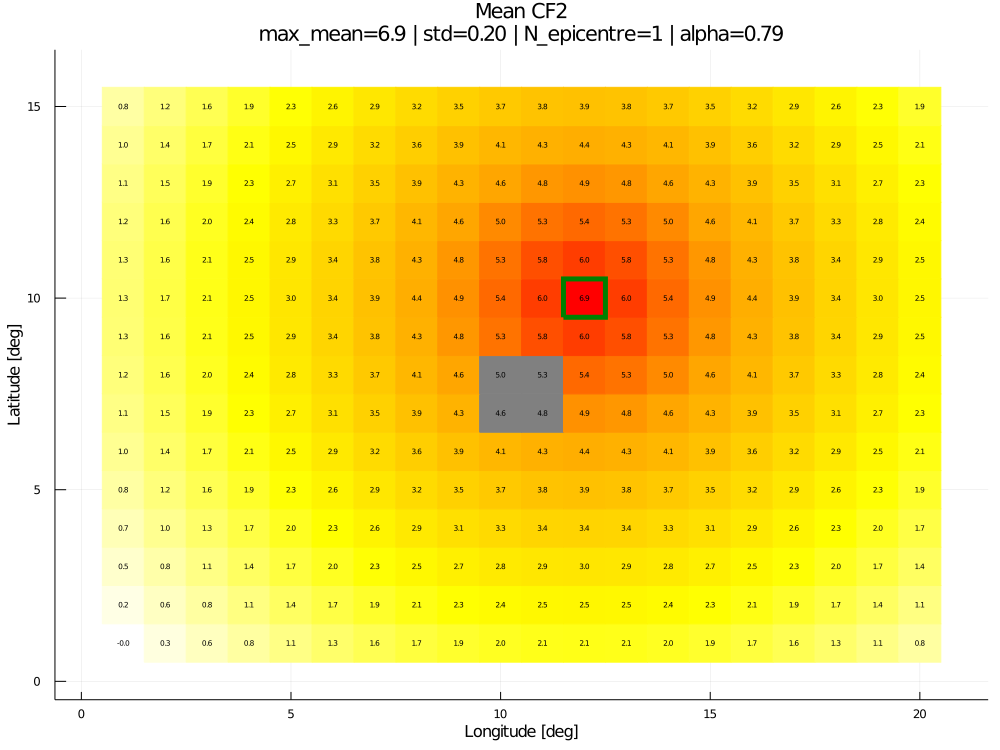 Mean CF2
max_mean=6.9 | std=0.20 | N_epicentre=1 | alpha=0.79
15 0.8 1.2 1.6 1.9 2.3 2.6 2.9 3.2 3.5 3.7 3.8 3.9 3.8 3.7 3.5 3.2 2.9 2.6 2.3 1.9
1.0 1.4 1.7 2.1 2.5 2.9 3.2 3.6 3.9 4.1 4.3 4.4 4.3 4.1 3.9 3.6 3.2 2.9 2.5 2.1
1.1 1.5 1.9 2.3 2.7 3.1 3.5 3.9 4.3 4.6 4.8 4.9 4.8 4.6 4.3 3.9 3.5 3.1 2.7 2.3
1.2 1.6 2.0 2.4 2.8 3.3 3.7 4.1 4.6 5.0 5.3 5.4 5.3 5.0 4.6 4.1 3.7 3.3 2.8 2.4
1.3 1.6 2.1 2.5 2.9 3.4 3.8 4.3 4.8 5.3 5.8 6.0 5.8 5.3 4.8 4.3 3.8 3.4 2.9 2.5
10 1.3 1.7 2.1 2.5 3.0 3.4 3.9 4.4 4.9 5.4 6.0 6.9 6.0 5.4 4.9 4.4 3.9 3.4 3.0 2.5
1.3 1.6 2.1 2.5 2.9 3.4 3.8 4.3 4.8 5.3 5.8 6.0 5.8 5.3 4.8 4.3 3.8 3.4 2.9 2.5
1.2 1.6 2.0 2.4 2.8 3.3 3.7 4.1 4.6 5.0 5.3 5.4 5.3 5.0 4.6 4.1 3.7 3.3 2.8 2.4
1.1 1.5 1.9 2.3 2.7 3.1 3.5 3.9 4.3 4.6 4.8 4.9 4.8 4.6 4.3 3.9 3.5 3.1 2.7 2.3
1.0 1.4 1.7 2.1 2.5 2.9 3.2 3.6 3.9 4.1 4.3 4.4 4.3 4.1 3.9 3.6 3.2 2.9 2.5 2.1
5 0.8 1.2 1.6 1.9 2.3 2.6 2.9 3.2 3.5 3.7 3.8 3.9 3.8 3.7 3.5 3.2 2.9 2.6 2.3 1.9
0.7 1.0 1.3 1.7 2.0 2.3 2.6 2.9 3.1 3.3 3.4 3.4 3.4 3.3 3.1 2.9 2.6 2.3 2.0 1.7
0.5 0.8 1.1 1.4 1.7 2.0 2.3 2.5 2.7 2.8 2.9 3.0 2.9 2.8 2.7 2.5 2.3 2.0 1.7 1.4
0.2 0.6 0.8 1.1 1.4 1.7 1.9 2.1 2.3 2.4 2.5 2.5 2.5 2.4 2.3 2.1 1.9 1.7 1.4 1.1
-0.0 0.3 0.6 0.8 1.1 1.3 1.6 1.7 1.9 2.0 2.1 2.1 2.1 2.0 1.9 1.7 1.6 1.3 1.1 0.8
0
0 5 10 15 20
Longitude [deg]
Latitude [deg]